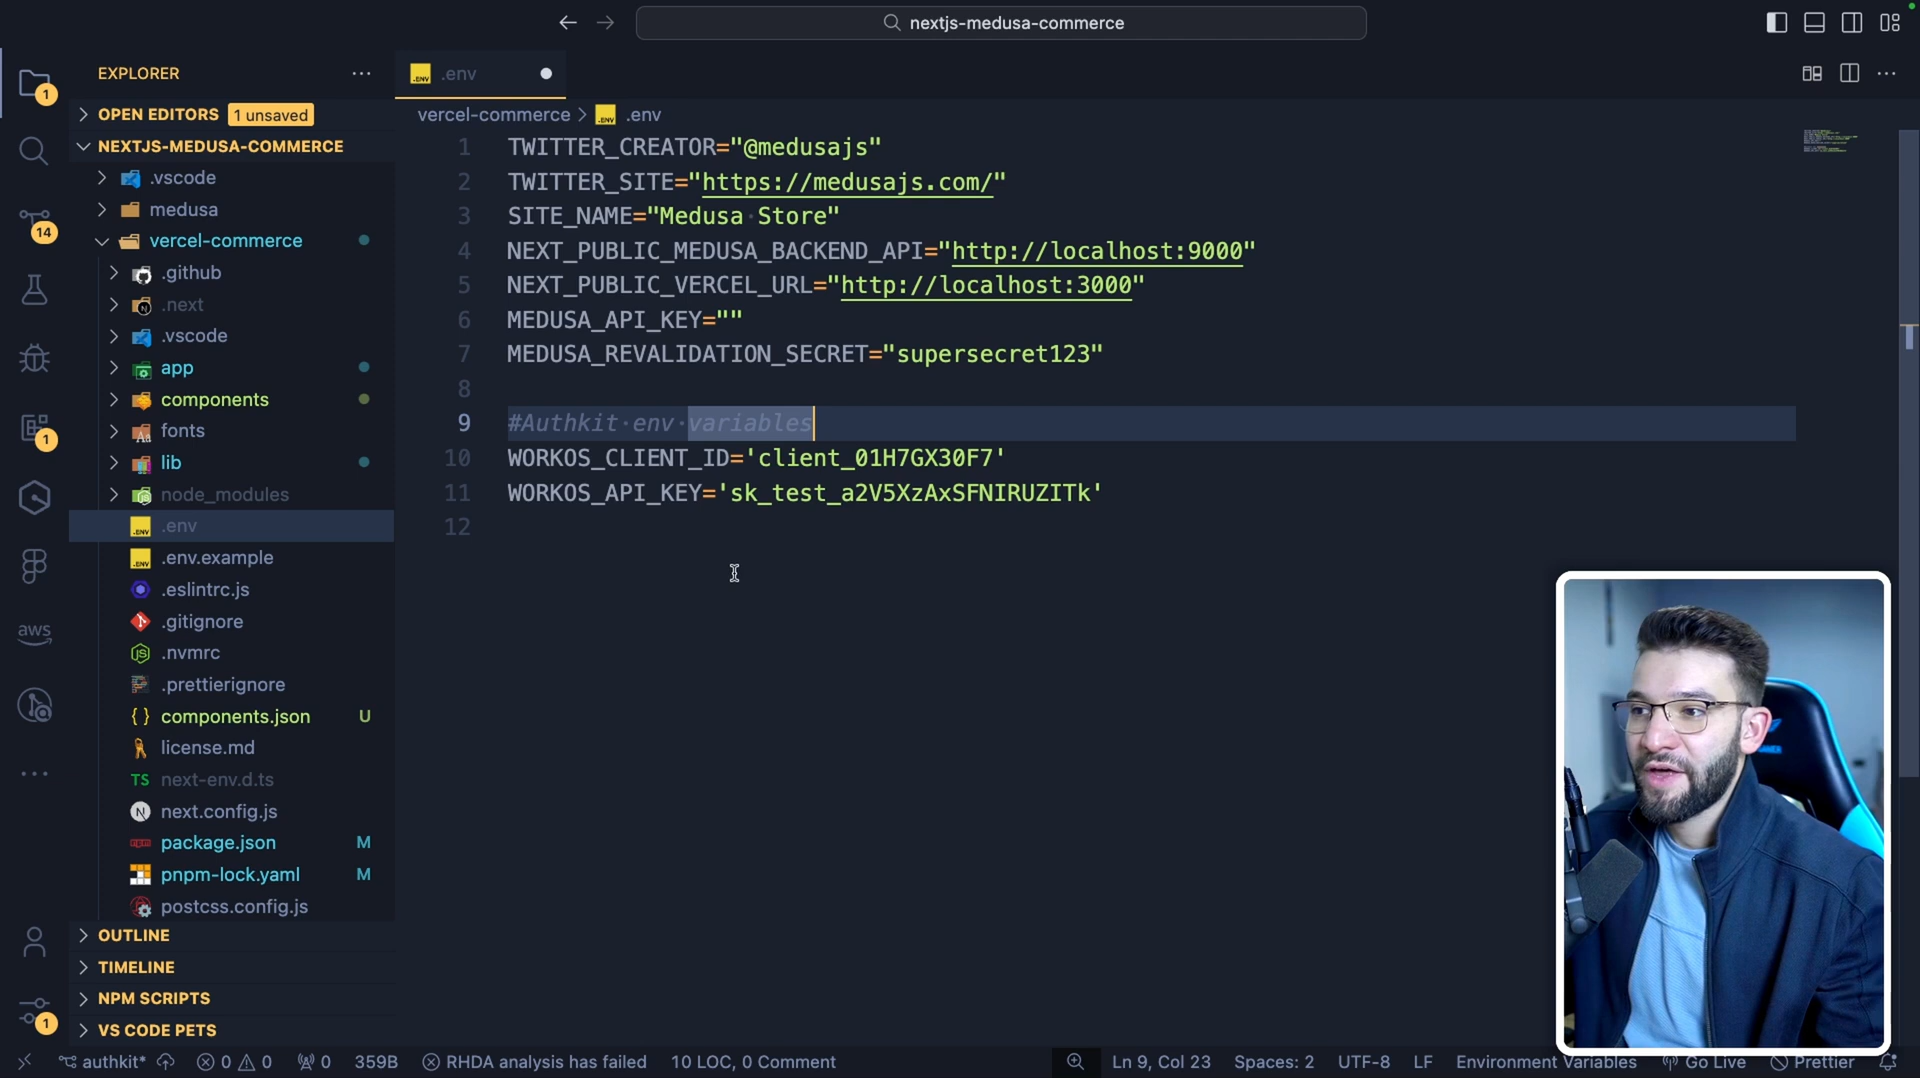 nextjs-medusa-commerce
EXPLORER
.env
OPEN EDITORS 1 unsaved
vercel-commerce > .env
NEXTJS-MEDUSA-COMMERCE
.vscode
medusa
vercel-commerce
.github
.next
.vscode
app
components
fonts
lib
node_modules
.env
.env.example
.eslintrc.js
.gitignore
.nvmrc
.prettierignore
components.json U
license.md
TS next-env.d.ts
next.config.js
package.json M
pnpm-lock.yaml M
postcss.config.js
OUTLINE
TIMELINE
NPM SCRIPTS
VS CODE PETS
1
14
1
aws
1
1 TWITTER_CREATOR="@medusajs"
2 TWITTER_SITE="https://medusajs.com/"
3 SITE_NAME="Medusa·Store"
4 NEXT_PUBLIC_MEDUSA_BACKEND_API="http://localhost:9000"
5 NEXT_PUBLIC_VERCEL_URL="http://localhost:3000"
6 MEDUSA_API_KEY=""
7 MEDUSA_REVALIDATION_SECRET="supersecret123"
8
9 #Authkit·env·variables
10 WORKOS_CLIENT_ID='client_01H7GX30F7'
11 WORKOS_API_KEY='sk_test_a2V5XzAxSFNIRUZITk'
12
authkit* 0 0 0 359B RHDA analysis has failed 10 LOC, 0 Comment Ln 9, Col 23 Spaces: 2 UTF-8 LF Environment Variables Go Live Prettier